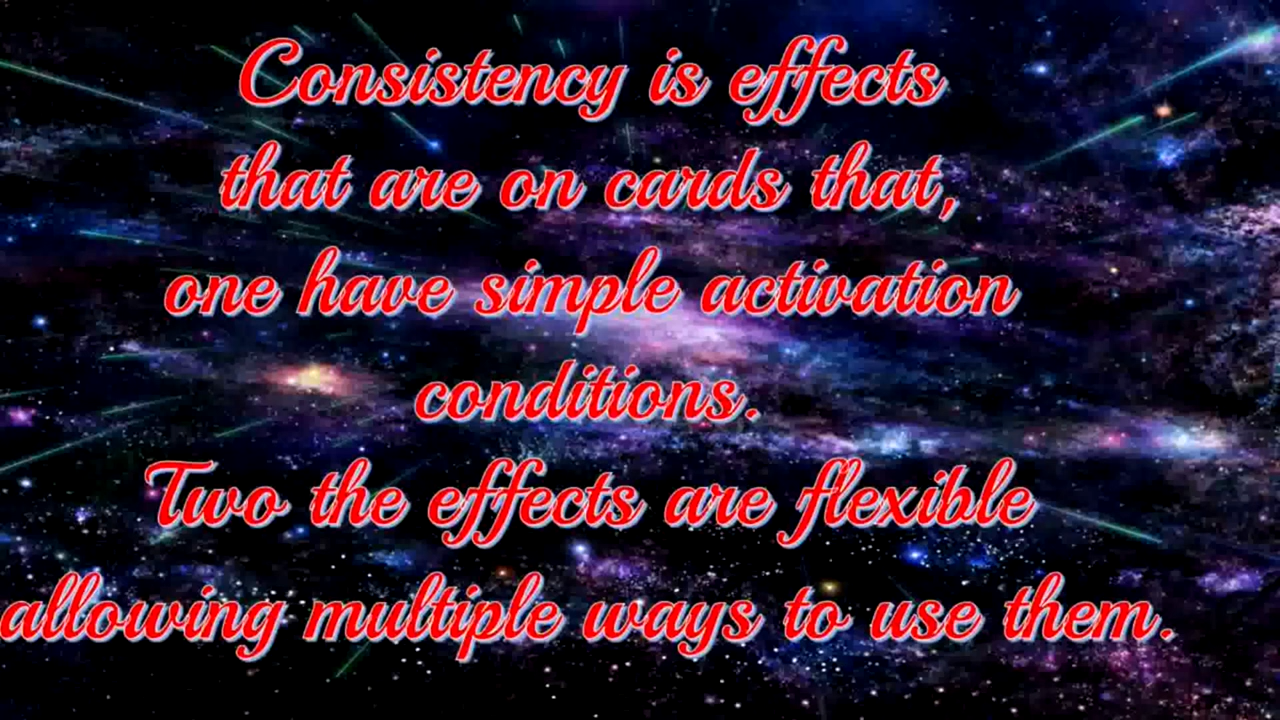 Consistency is effects
that are on cards that,
one have simple activation
conditions.
Two the effects are flexible
allowing multiple ways to use them.